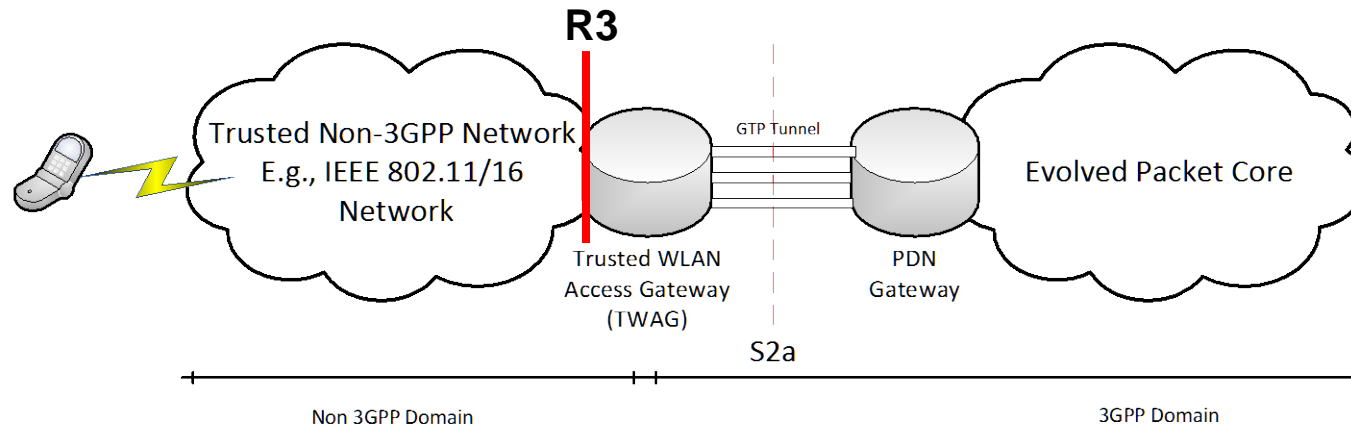 R3
Trusted Non-3GPP Network
E.g., IEEE 802.11/16
Network
GTP Tunnel
Evolved Packet Core
Trusted WLAN
Access Gateway
(TWAG)
PDN
Gateway
S2a
Non 3GPP Domain
3GPP Domain